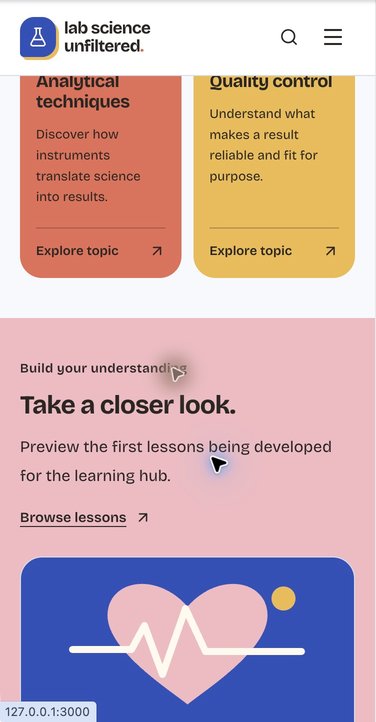 lab science
unfiltered.
Analytical
techniques
Discover how
instruments
translate science
into results.
Explore topic
Quality control
Understand what
makes a result
reliable and fit for
purpose.
Explore topic
Build your understanding
Take a closer look.
Preview the first lessons being developed
for the learning hub.
Browse lessons
127.0.0.1:3000